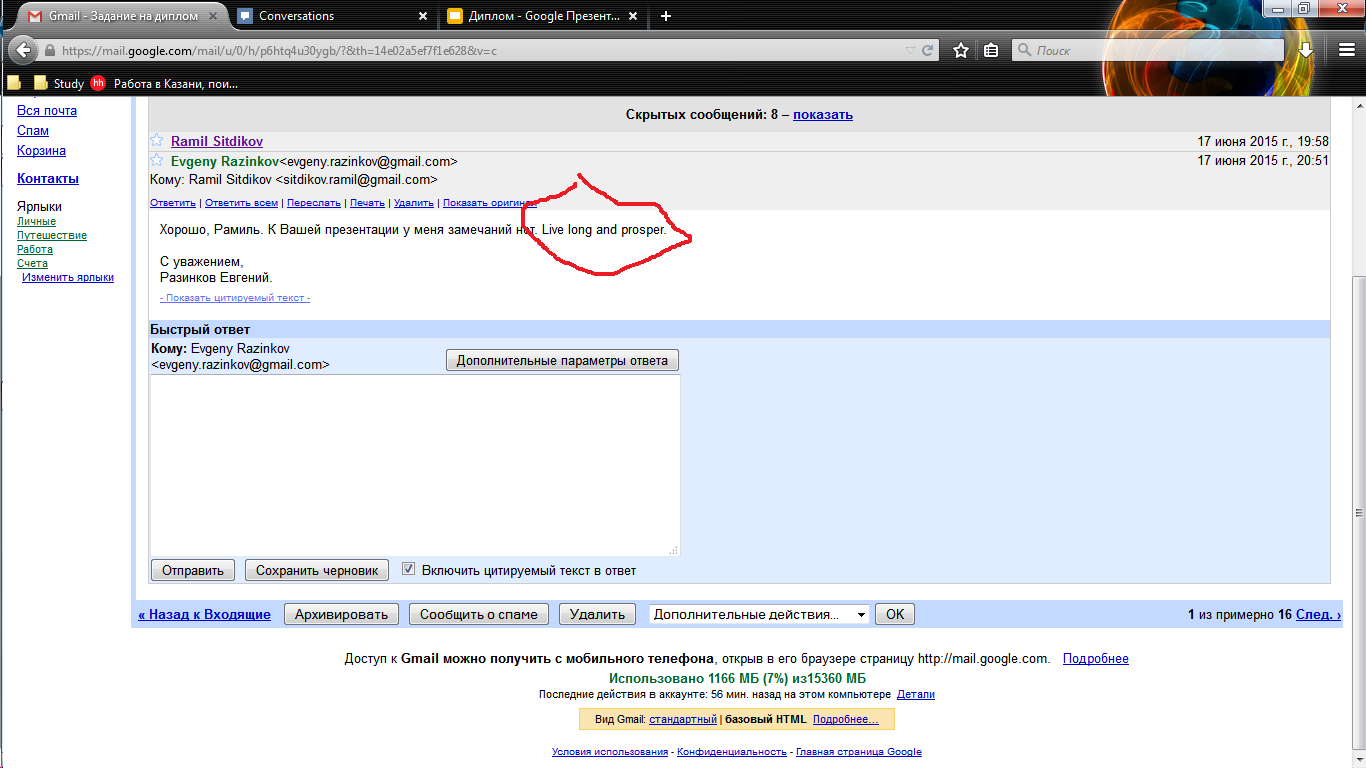 Gmail - Задание на диплом
Conversations
Диплом - Google Презент...
https://mail.google.com/mail/u/0/h/p6htq4u30ygb/?&th=14e02a5ef7f1e628&v=c
Поиск
Study
hh
Работа в Казани, пои...
Вся почта
Спам
Корзина
Контакты
Ярлыки
Личные
Путешествие
Работа
Счета
Изменить ярлыки
Скрытых сообщений: 8 – показать
Ramil Sitdikov 17 июня 2015 г., 19:58
Evgeny Razinkov<evgeny.razinkov@gmail.com> 17 июня 2015 г., 20:51
Кому: Ramil Sitdikov <sitdikov.ramil@gmail.com>
Ответить | Ответить всем | Переслать | Печать | Удалить | Показать оригинал
Хорошо, Рамиль. К Вашей презентации у меня замечаний нет. Live long and prosper.
С уважением,
Разинков Евгений.
- Показать цитируемый текст -
Быстрый ответ
Кому: Evgeny Razinkov
<evgeny.razinkov@gmail.com>
Дополнительные параметры ответа
Отправить Сохранить черновик Включить цитируемый текст в ответ
« Назад к Входящие Архивировать Сообщить о спаме Удалить Дополнительные действия... OK 1 из примерно 16 След. ›
Доступ к Gmail можно получить с мобильного телефона, открыв в его браузере страницу http://mail.google.com. Подробнее
Использовано 1166 МБ (7%) из15360 МБ
Последние действия в аккаунте: 56 мин. назад на этом компьютере Детали
Вид Gmail: стандартный | базовый HTML Подробнее...
Условия использования - Конфиденциальность - Главная страница Google